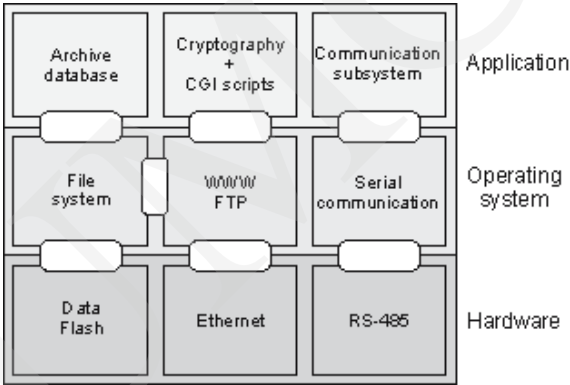 Archive
database
Cryptography
+
CGI scripts
Communication
subsystem
Application
File
system
WWW
FTP
Serial
communication
Operating
system
Data
Flash
Ethernet
RS-485
Hardware